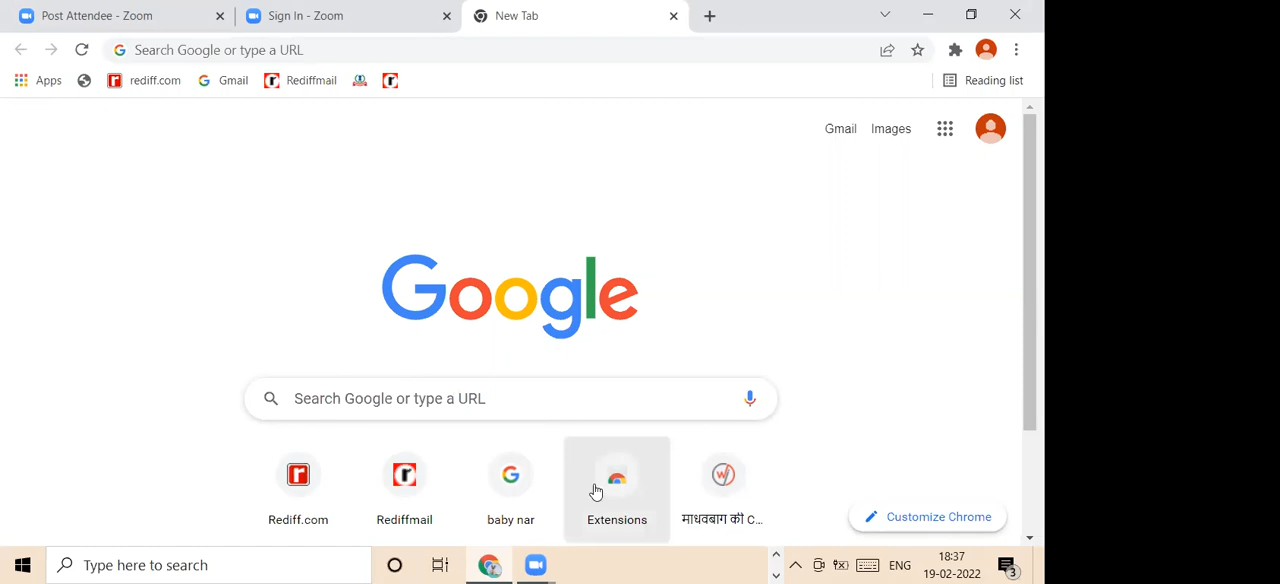 Post Attendee - Zoom
Sign In - Zoom
New Tab
Search Google or type a URL
Apps
rediff.com
Gmail
Rediffmail
Reading list
Gmail
Images
Google
Search Google or type a URL
Rediff.com
Rediffmail
baby nar
Extensions
माधवबाग की C...
Customize Chrome
Type here to search
ENG
18:37
19-02-2022
3